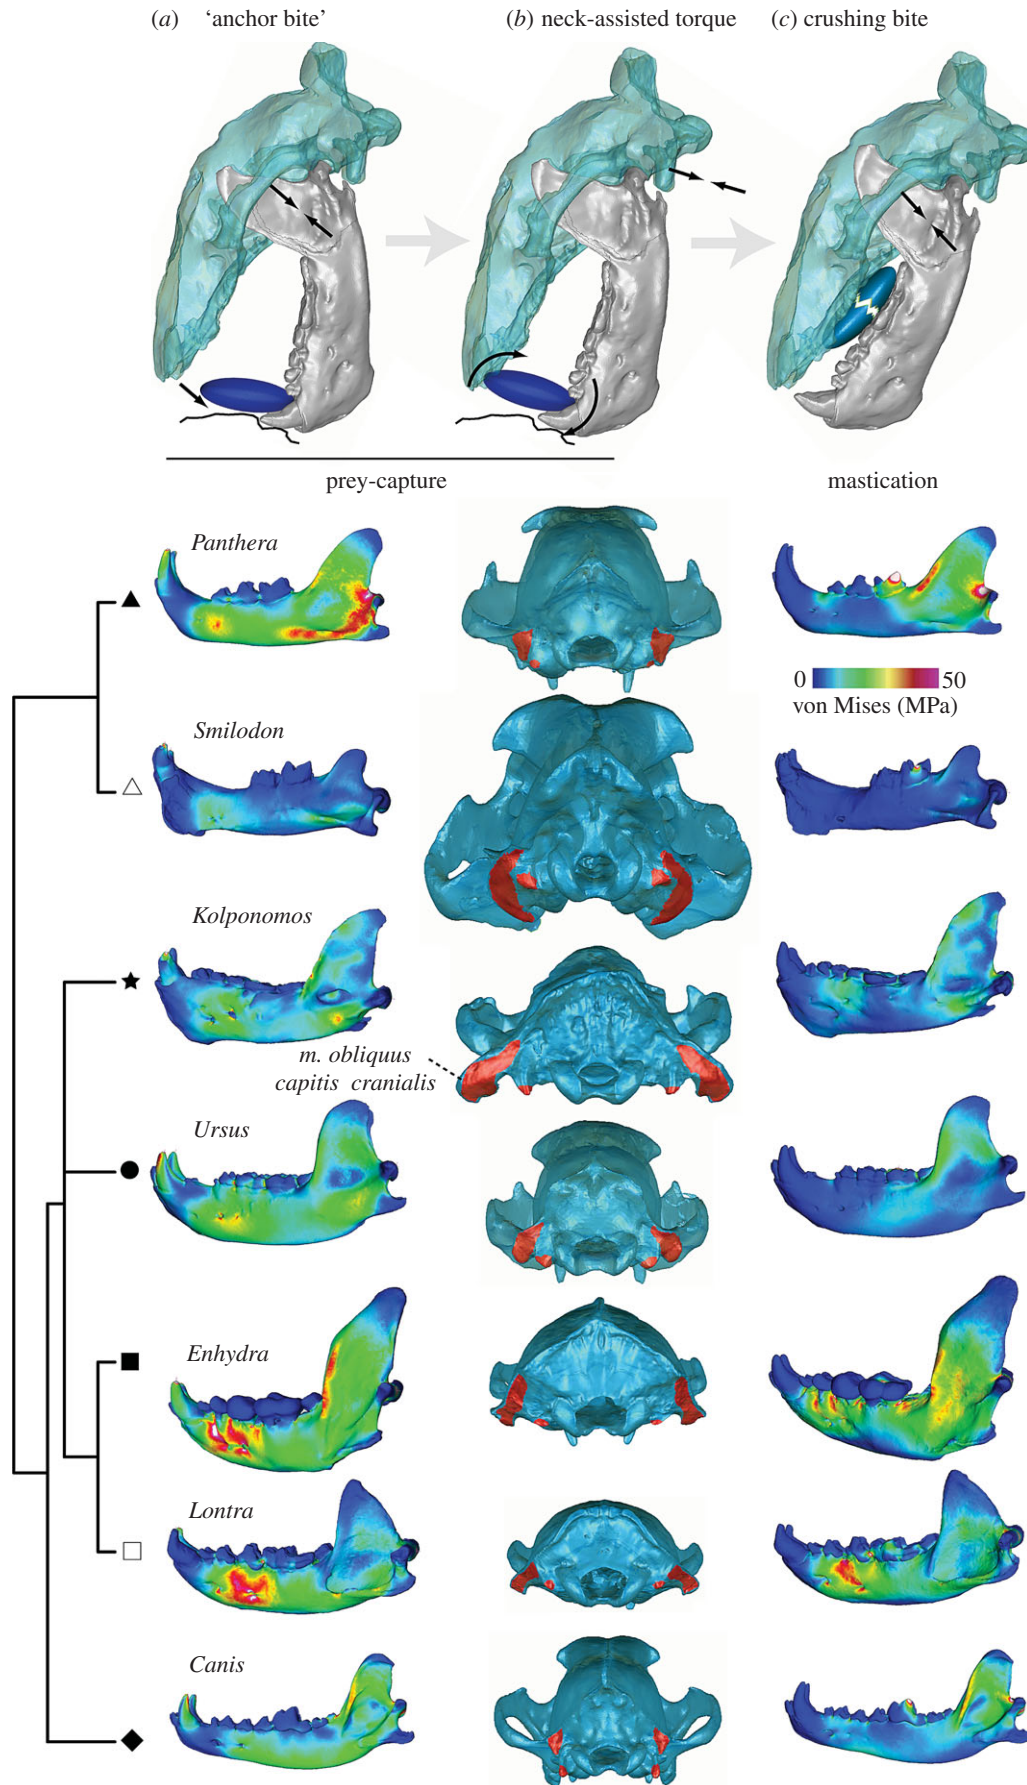 (a) 'anchor bite'
(b) neck-assisted torque
(c) crushing bite
prey-capture
mastication
Panthera
0 50
von Mises (MPa)
Smilodon
Kolponomos
m. obliquus
capitis cranialis
Ursus
Enhydra
Lontra
Canis